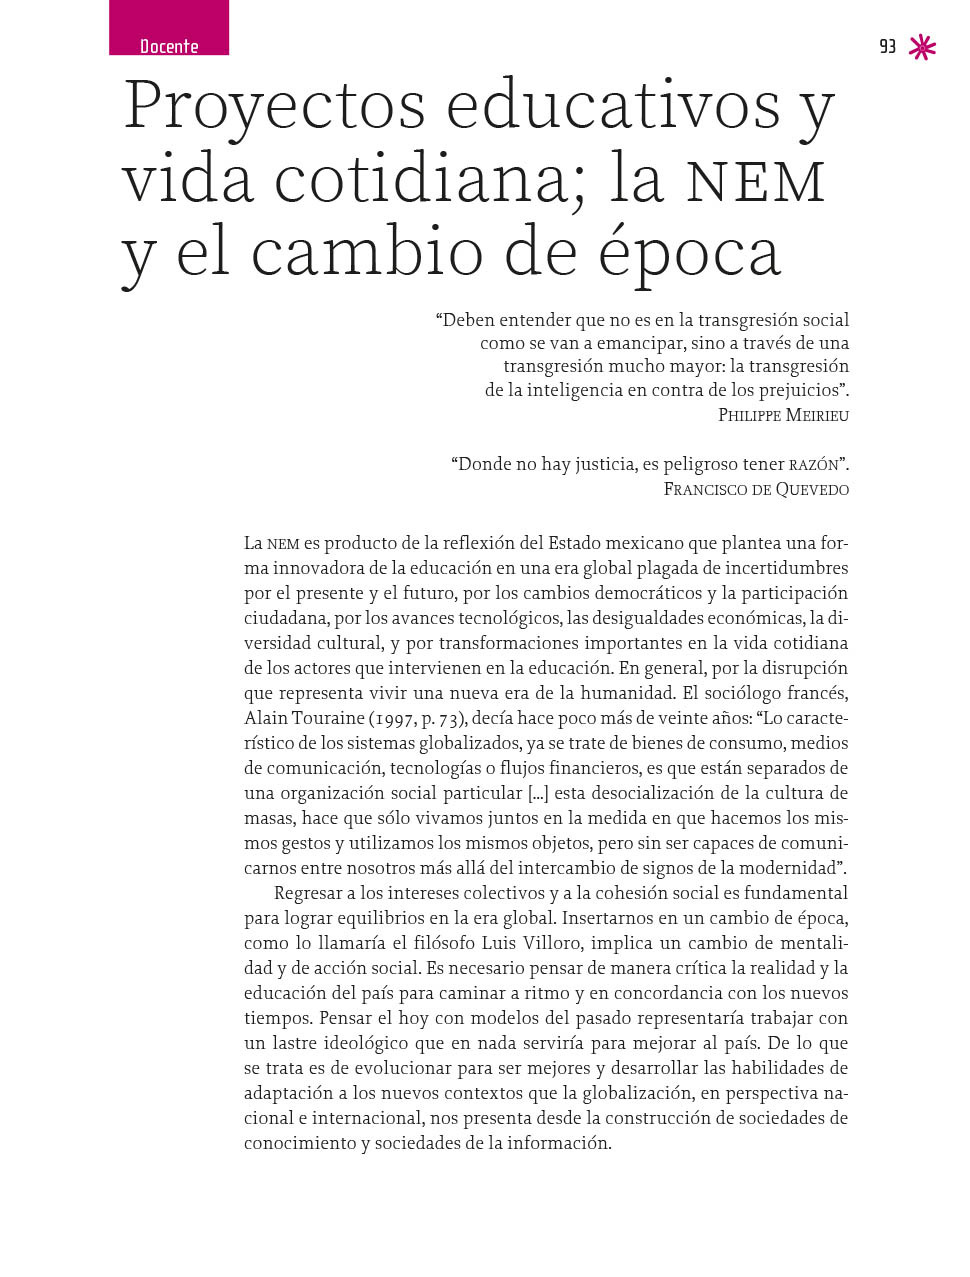 Docente
93
Proyectos educativos y
vida cotidiana; la NEM
y el cambio de época
“Deben entender que no es en la transgresión social
como se van a emancipar, sino a través de una
transgresión mucho mayor: la transgresión
de la inteligencia en contra de los prejuicios”.
Philippe Meirieu
“Donde no hay justicia, es peligroso tener razón”.
Francisco de Quevedo
La NEM es producto de la reflexión del Estado mexicano que plantea una for-
ma innovadora de la educación en una era global plagada de incertidumbres
por el presente y el futuro, por los cambios democráticos y la participación
ciudadana, por los avances tecnológicos, las desigualdades económicas, la di-
versidad cultural, y por transformaciones importantes en la vida cotidiana
de los actores que intervienen en la educación. En general, por la disrupción
que representa vivir una nueva era de la humanidad. El sociólogo francés,
Alain Touraine (1997, p. 73), decía hace poco más de veinte años: “Lo caracte-
rístico de los sistemas globalizados, ya se trate de bienes de consumo, medios
de comunicación, tecnologías o flujos financieros, es que están separados de
una organización social particular [...] esta desocialización de la cultura de
masas, hace que sólo vivamos juntos en la medida en que hacemos los mis-
mos gestos y utilizamos los mismos objetos, pero sin ser capaces de comuni-
carnos entre nosotros más allá del intercambio de signos de la modernidad”.
Regresar a los intereses colectivos y a la cohesión social es fundamental
para lograr equilibrios en la era global. Insertarnos en un cambio de época,
como lo llamaría el filósofo Luis Villoro, implica un cambio de mentali-
dad y de acción social. Es necesario pensar de manera crítica la realidad y la
educación del país para caminar a ritmo y en concordancia con los nuevos
tiempos. Pensar el hoy con modelos del pasado representaría trabajar con
un lastre ideológico que en nada serviría para mejorar al país. De lo que
se trata es de evolucionar para ser mejores y desarrollar las habilidades de
adaptación a los nuevos contextos que la globalización, en perspectiva na-
cional e internacional, nos presenta desde la construcción de sociedades de
conocimiento y sociedades de la información.